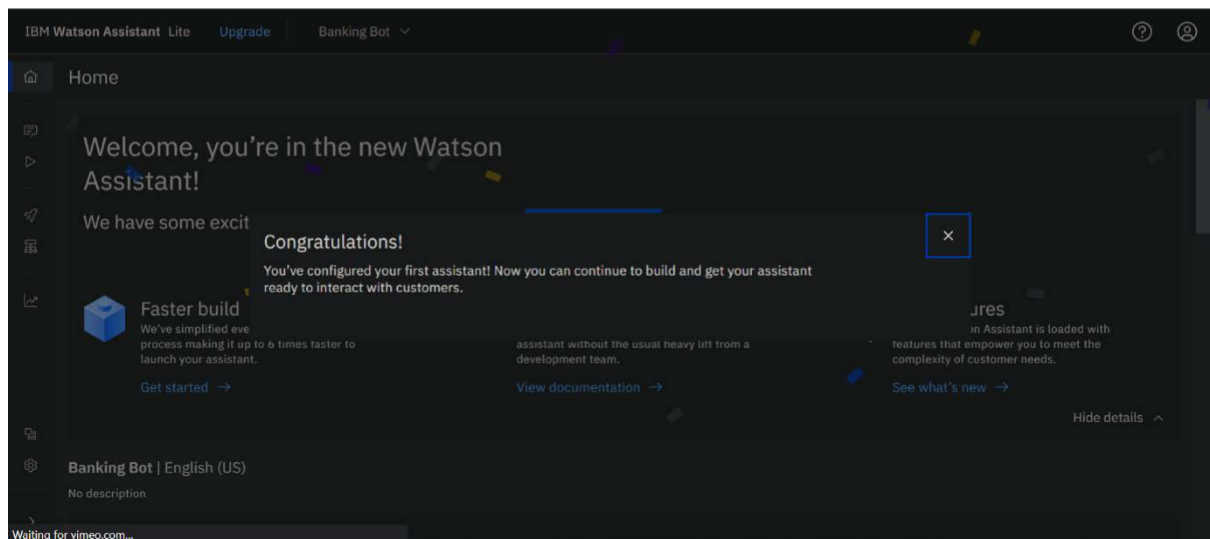 IBM Watson Assistant Lite Upgrade Banking Bot
Home
Welcome, you're in the new Watson
Assistant!
We have some excit
Congratulations!
You've configured your first assistant! Now you can continue to build and get your assistant
ready to interact with customers.
Faster build
We've simplified eve
process making it up to 6 times faster to
launch your assistant.
Get started →
assistant without the usual heavy lift from a
development team.
View documentation →
ures
n Assistant is loaded with
features that empower you to meet the
complexity of customer needs.
See what's new →
Hide details
Banking Bot | English (US)
No description
Waiting for vimeo.com...